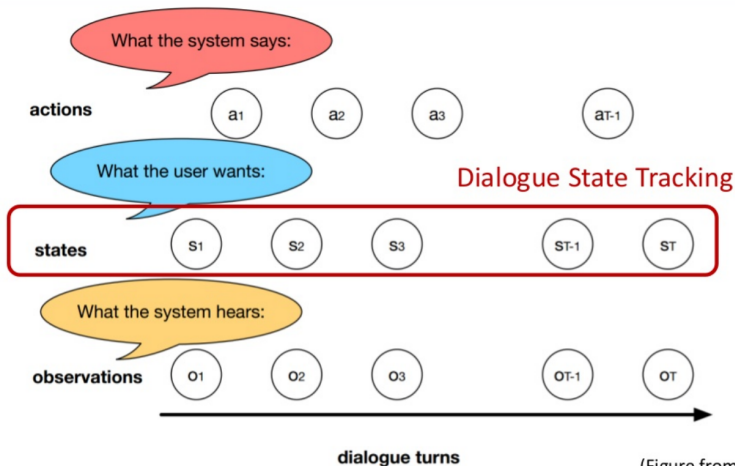 What the system says:
actions a1 a2 a3 aT-1
What the user wants:
Dialogue State Tracking
states s1 s2 s3 sT-1 sT
What the system hears:
observations o1 o2 o3 oT-1 oT
dialogue turns
(Figure from